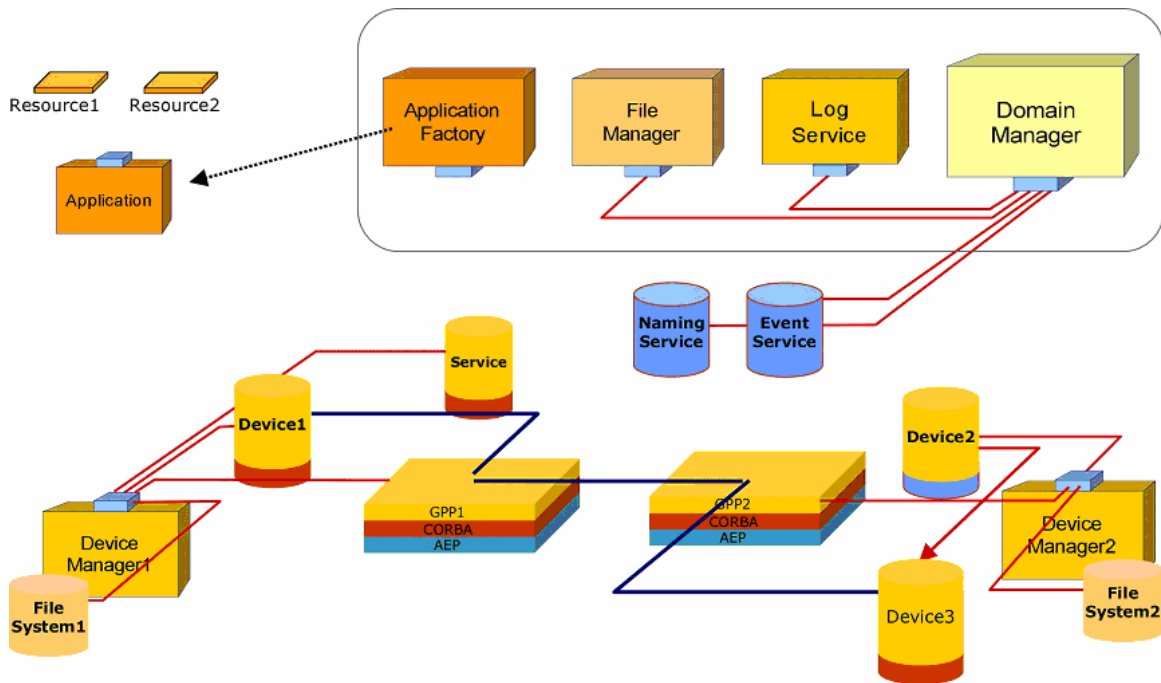 Resource1
Resource2
Application
Factory
File
Manager
Log
Service
Domain
Manager
Application
Naming
Service
Event
Service
Service
Device1
Device2
GPP1
CORBA
AEP
GPP2
CORBA
AEP
Device
Manager1
Device
Manager2
File
System1
Device3
File
System2